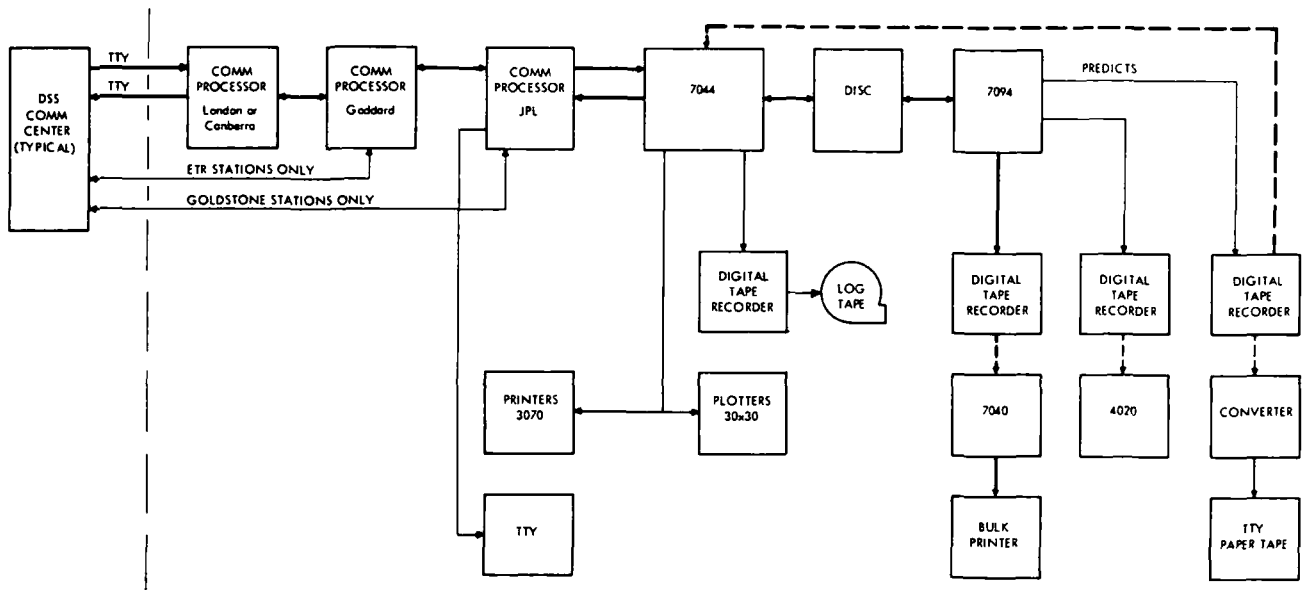 DSS
COMM
CENTER
(TYPICAL)
TTY
TTY
COMM
PROCESSOR
London or
Canberra
COMM
PROCESSOR
Goddard
COMM
PROCESSOR
JPL
7044
DISC
7094
PREDICTS
ETR STATIONS ONLY
GOLDSTONE STATIONS ONLY
DIGITAL
TAPE
RECORDER
LOG
TAPE
DIGITAL
TAPE
RECORDER
DIGITAL
TAPE
RECORDER
DIGITAL
TAPE
RECORDER
PRINTERS
3070
PLOTTERS
30x30
7040
4020
CONVERTER
TTY
BULK
PRINTER
TTY
PAPER TAPE